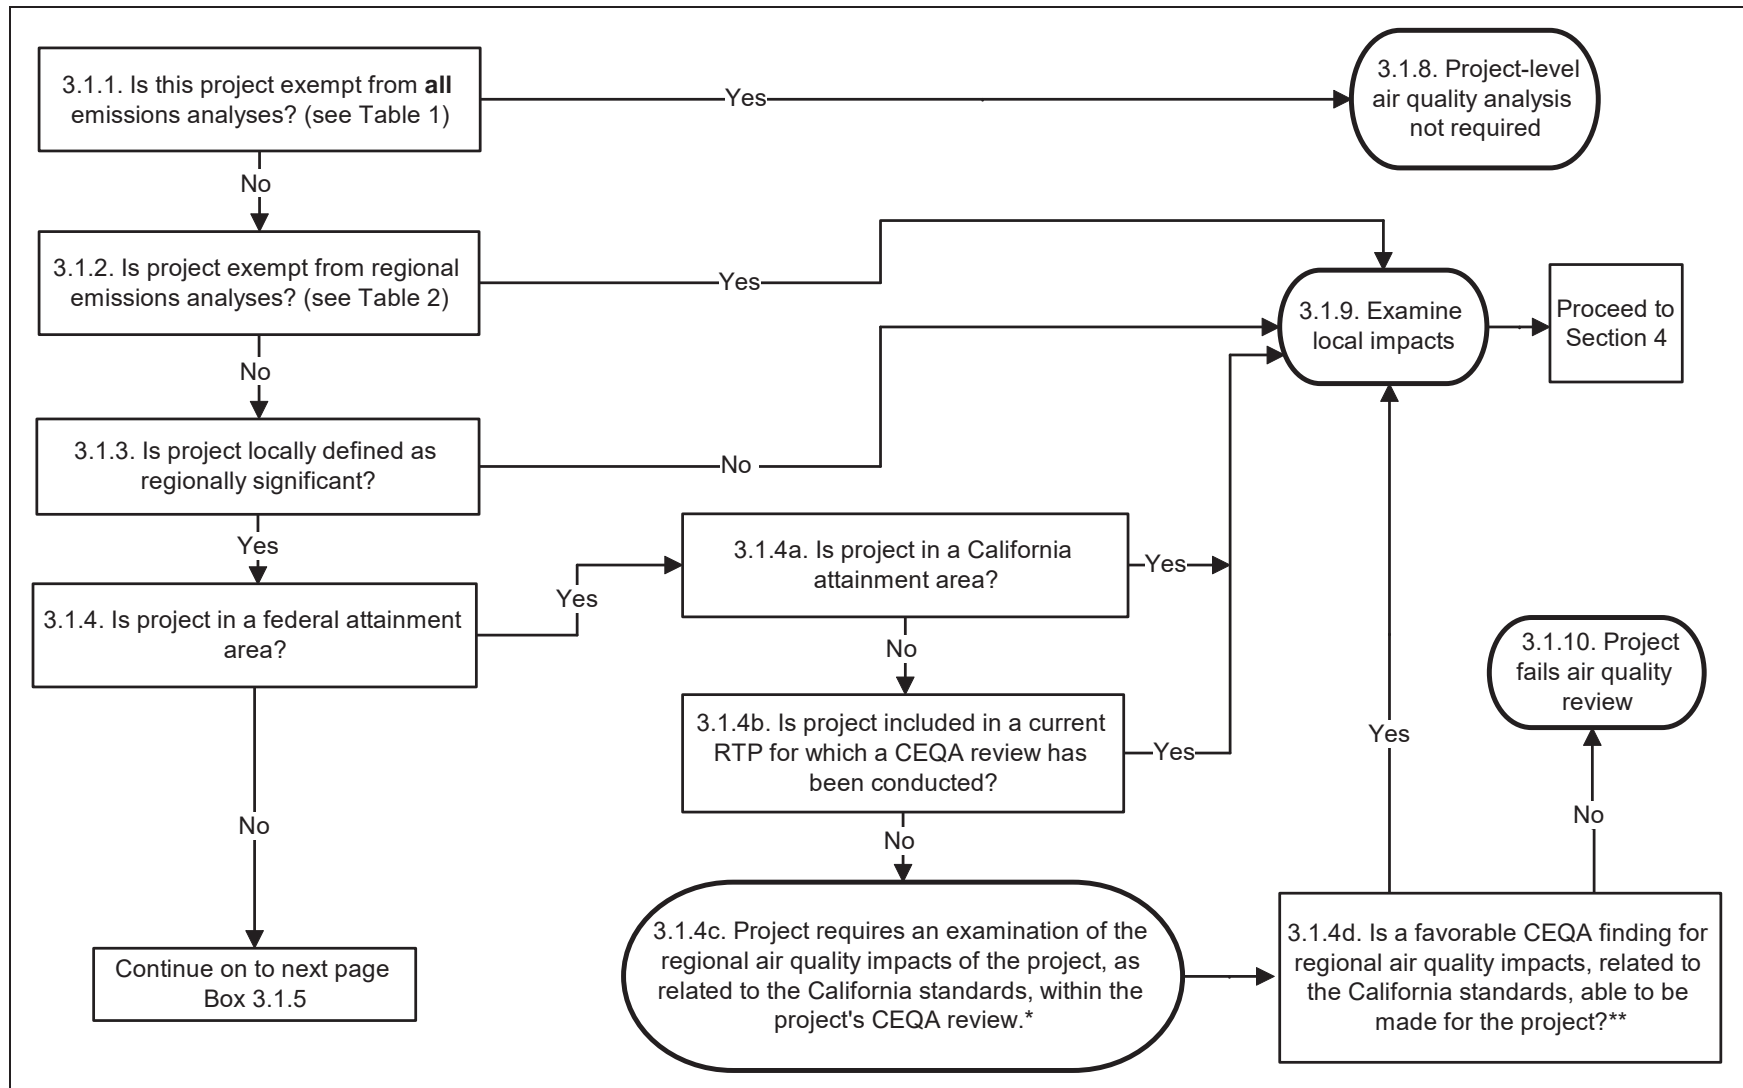 3.1.1. Is this project exempt from all
emissions analyses? (see Table 1)
Yes
3.1.8. Project-level
air quality analysis
not required
No
3.1.2. Is project exempt from regional
emissions analyses? (see Table 2)
Yes
3.1.9. Examine
local impacts
Proceed to
Section 4
No
3.1.3. Is project locally defined as
regionally significant?
No
Yes
3.1.4. Is project in a federal attainment
area?
Yes
3.1.4a. Is project in a California
attainment area?
Yes
No
3.1.4b. Is project included in a current
RTP for which a CEQA review has
been conducted?
Yes
No
3.1.4c. Project requires an examination of the
regional air quality impacts of the project, as
related to the California standards, within the
project's CEQA review.*
3.1.4d. Is a favorable CEQA finding for
regional air quality impacts, related to
the California standards, able to be
made for the project?**
Yes
No
3.1.10. Project
fails air quality
review
No
Continue on to next page
Box 3.1.5